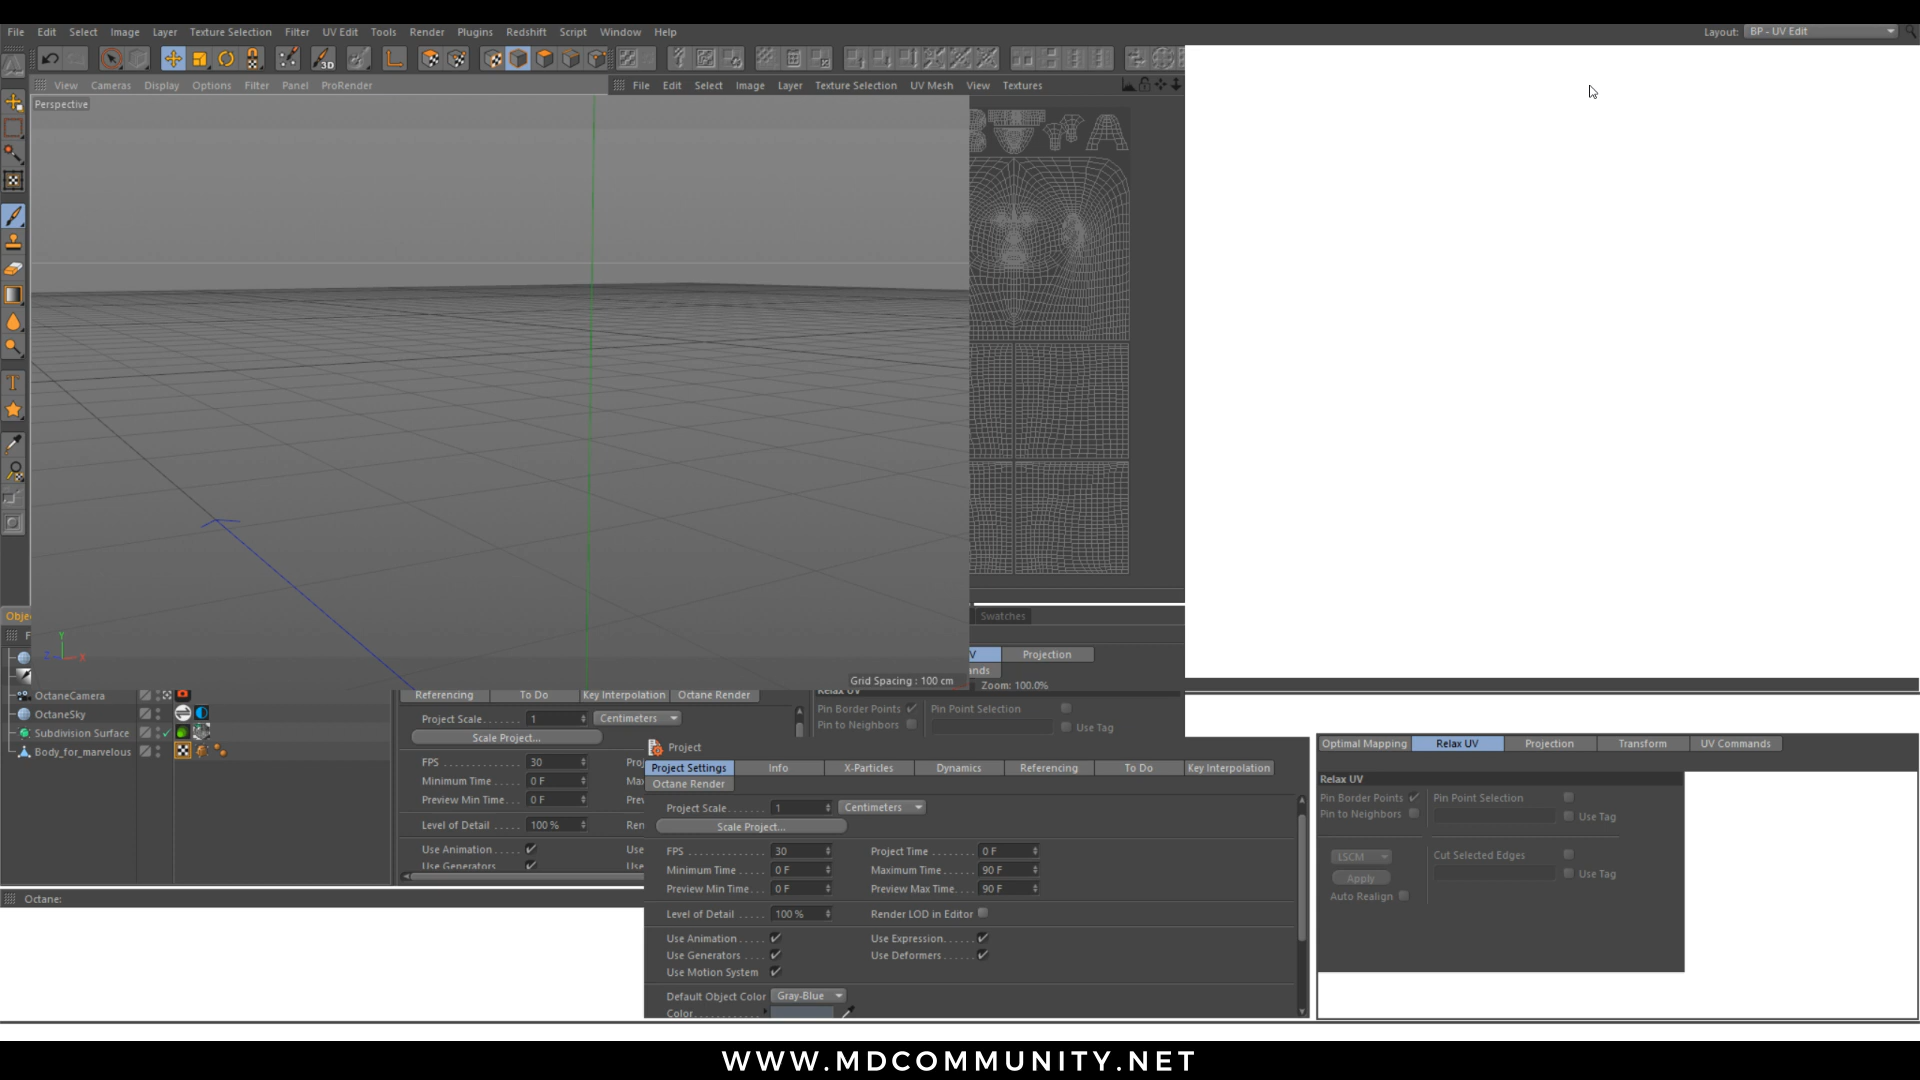 File Edit Select Image Layer Texture Selection Filter UV Edit Tools Render Plugins Redshift Script Window Help Layout: BP - UV Edit
3D
View Cameras Display Options Filter Panel ProRender File Edit Select Image Layer Texture Selection UV Mesh View Textures
Perspective
Obje
F
Y
Z X
Swatches
V Projection
ands
Grid Spacing : 100 cm Zoom: 100.0%
OctaneCamera
OctaneSky
Subdivision Surface
Body_for_marvelous
Referencing To Do Key Interpolation Octane Render
Project Scale 1 Centimeters
Scale Project...
FPS 30 Proj
Minimum Time 0 F Max
Preview Min Time 0 F Prev
Level of Detail 100 % Ren
Use Animation Use
Use Generators Use
Relax UV
Pin Border Points Pin Point Selection
Pin to Neighbors Use Tag
Octane:
Project
Project Settings Info X-Particles Dynamics Referencing To Do Key Interpolation
Octane Render
Project Scale 1 Centimeters
Scale Project...
FPS 30 Project Time 0 F
Minimum Time 0 F Maximum Time 90 F
Preview Min Time 0 F Preview Max Time 90 F
Level of Detail 100 % Render LOD in Editor
Use Animation Use Expression
Use Generators Use Deformers
Use Motion System
Default Object Color Gray-Blue
Color
Optimal Mapping Relax UV Projection Transform UV Commands
Relax UV
Pin Border Points Pin Point Selection
Pin to Neighbors Use Tag
LSCM Cut Selected Edges
Apply Use Tag
Auto Realign
WWW.MDCOMMUNITY.NET